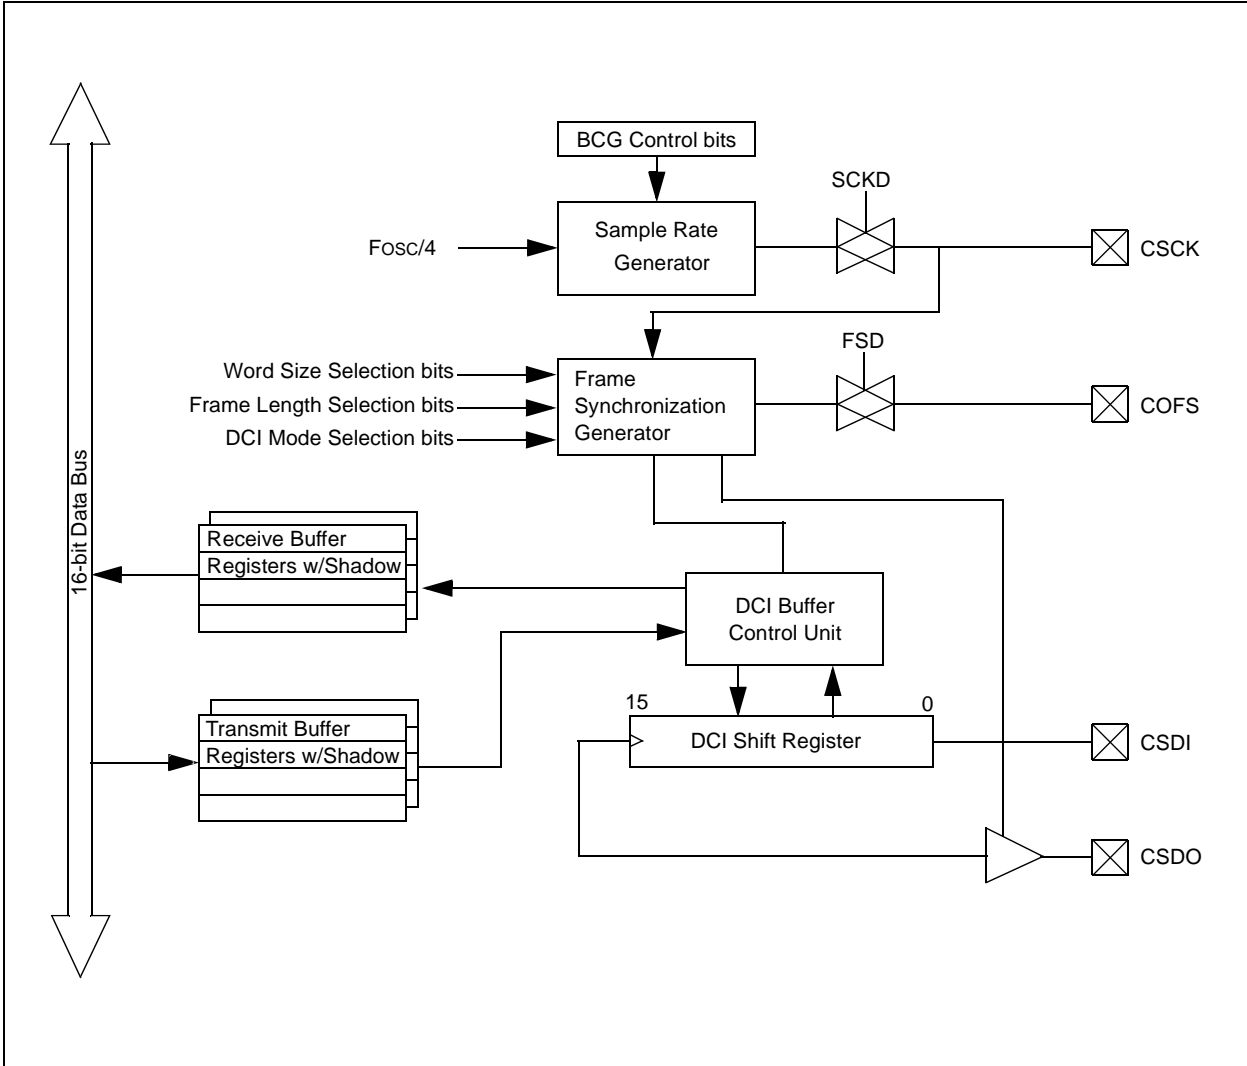 BCG Control bits
SCKD
Sample Rate
Generator
FOSC/4
CSCK
FSD
Word Size Selection bits
Frame Length Selection bits
DCI Mode Selection bits
Frame
Synchronization
Generator
COFS
16-bit Data Bus
Receive Buffer
Registers w/Shadow
DCI Buffer
Control Unit
15
0
Transmit Buffer
Registers w/Shadow
DCI Shift Register
CSDI
CSDO